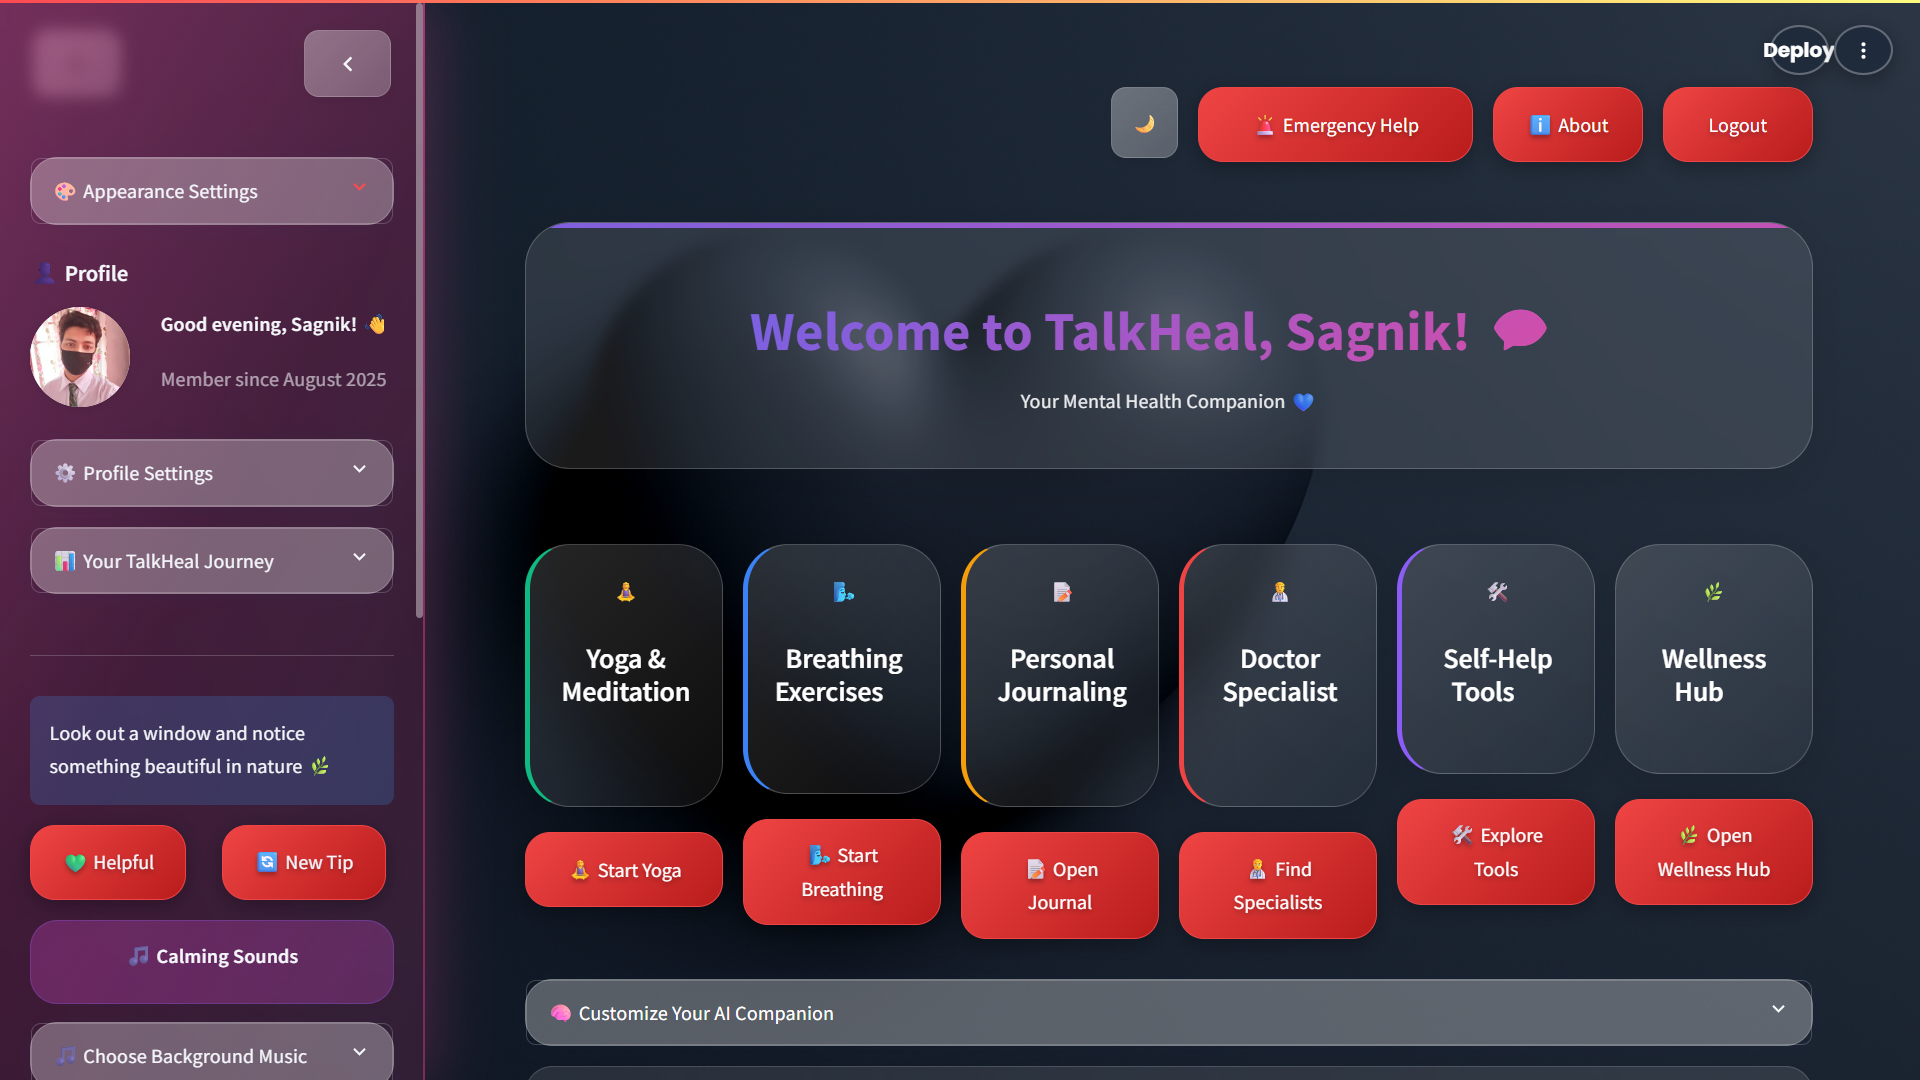 Deploy
Emergency Help
About
Logout
Appearance Settings
Profile
Good evening, Sagnik! 👋
Member since August 2025
Profile Settings
Your TalkHeal Journey
Look out a window and notice
something beautiful in nature 🌿
Helpful
New Tip
Calming Sounds
Choose Background Music
Welcome to TalkHeal, Sagnik! 💬
Your Mental Health Companion 💙
Yoga &
Meditation
Breathing
Exercises
Personal
Journaling
Doctor
Specialist
Self-Help
Tools
Wellness
Hub
Start Yoga
Start
Breathing
Open
Journal
Find
Specialists
Explore
Tools
Open
Wellness Hub
Customize Your AI Companion